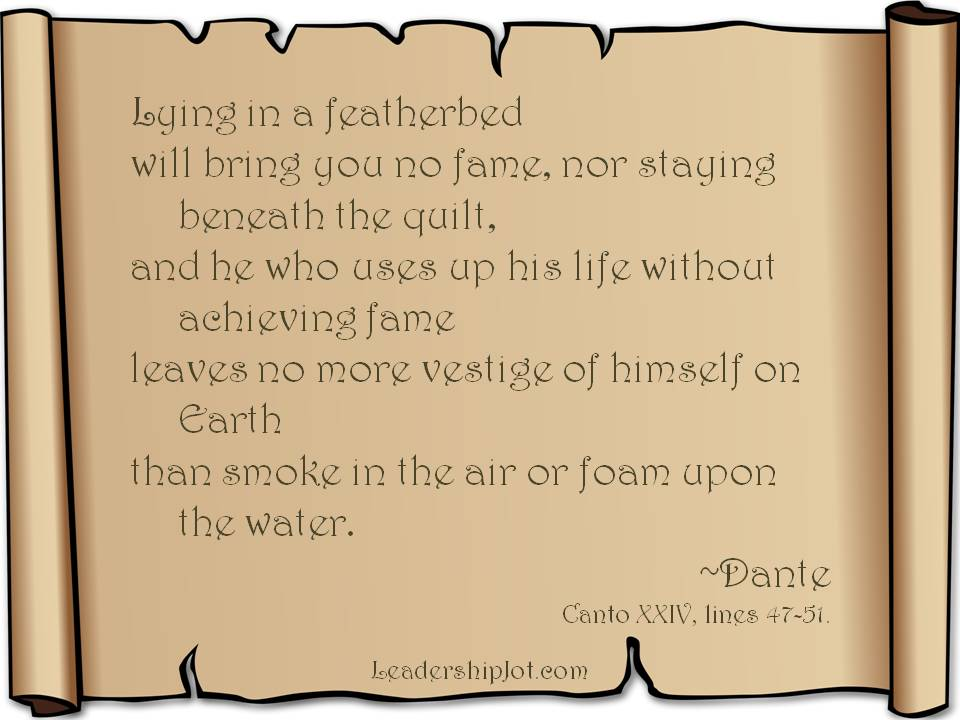 Lying in a featherbed
will bring you no fame, nor staying
beneath the quilt,
and he who uses up his life without
achieving fame
leaves no more vestige of himself on
Earth
than smoke in the air or foam upon
the water.
~Dante
Canto XXIV, lines 47-51.
LeadershipJot.com